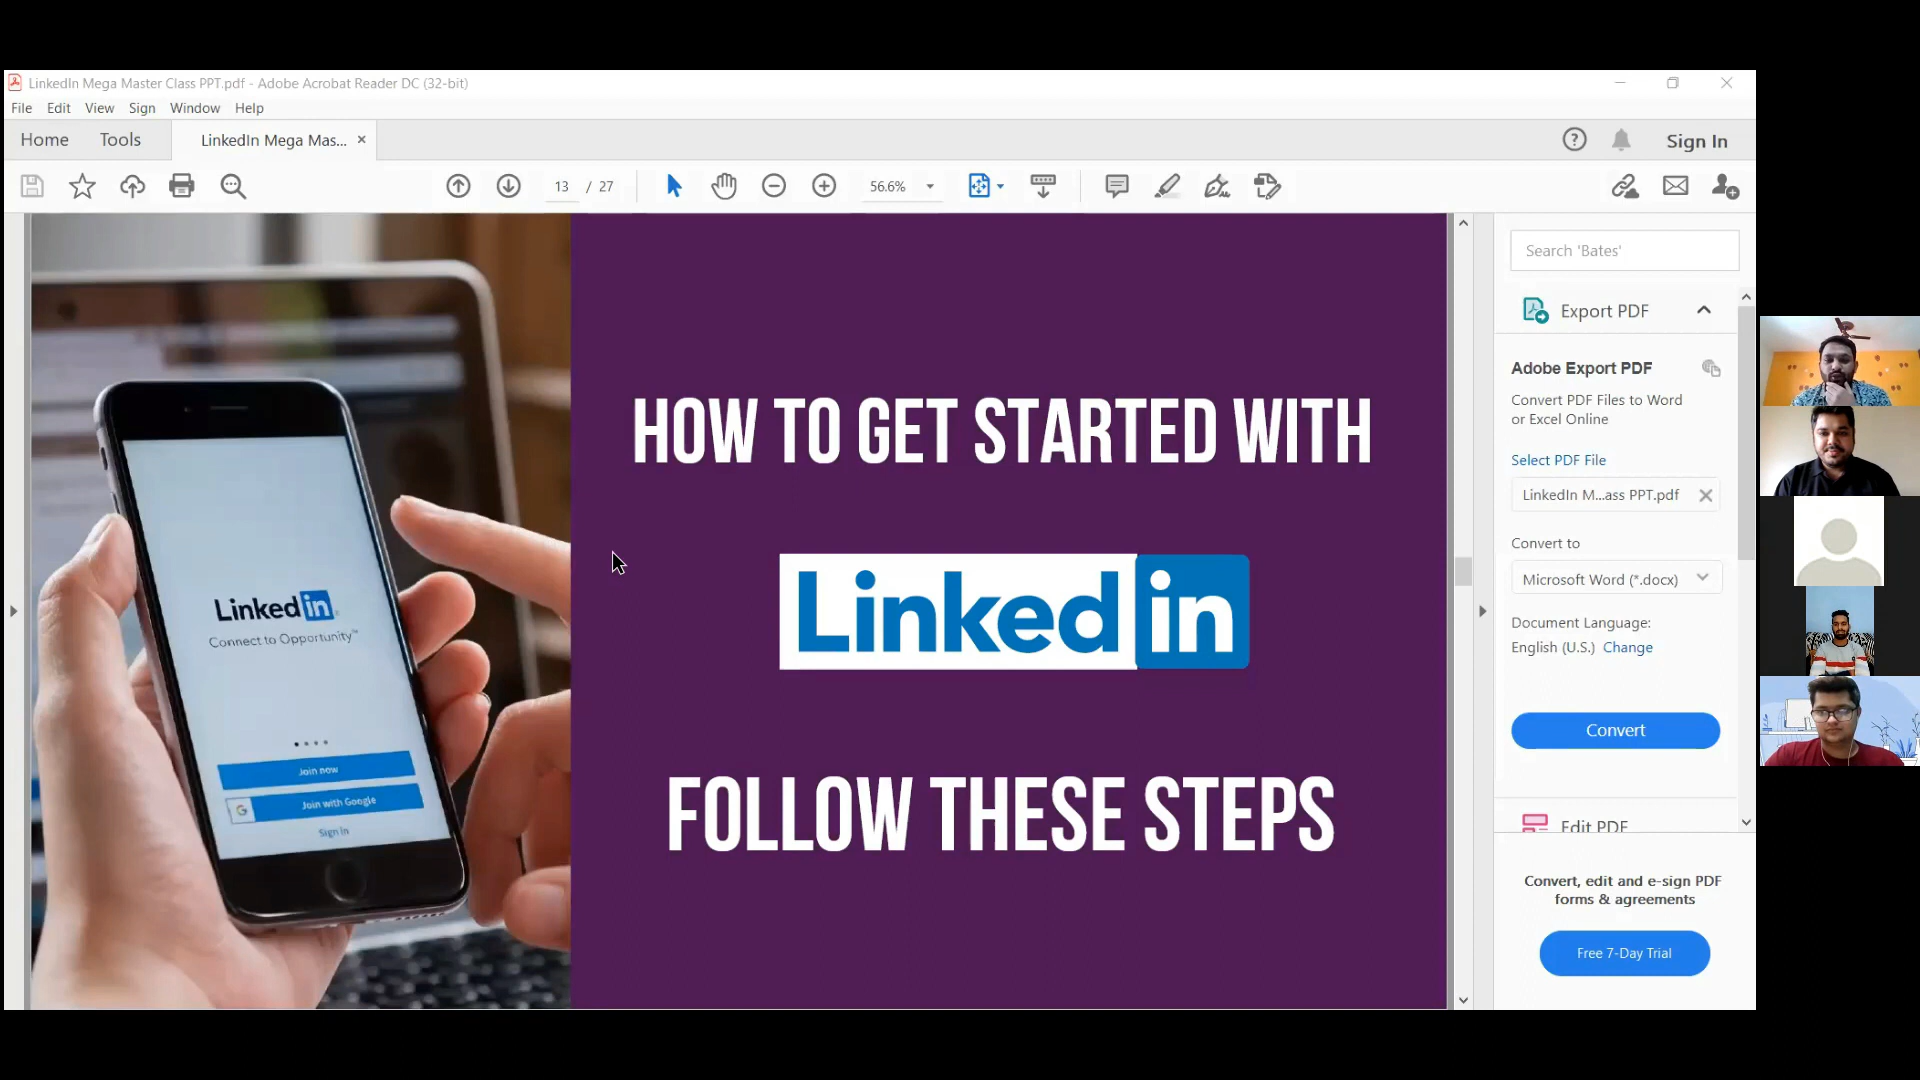 LinkedIn Mega Master Class PPT.pdf - Adobe Acrobat Reader DC (32-bit)
File Edit View Sign Window Help
Home Tools LinkedIn Mega Mas... Sign In
13 / 27 56.6%
Search 'Bates'
Export PDF
Adobe Export PDF
Convert PDF Files to Word
or Excel Online
Select PDF File
LinkedIn M...ass PPT.pdf
Convert to
Microsoft Word (*.docx)
Document Language:
English (U.S.) Change
Convert
Edit PDF
Convert, edit and e-sign PDF
forms & agreements
Free 7-Day Trial
HOW TO GET STARTED WITH
Linked in
FOLLOW THESE STEPS
Linked in
Connect to Opportunity™
Join now
G Join with Google
Sign in